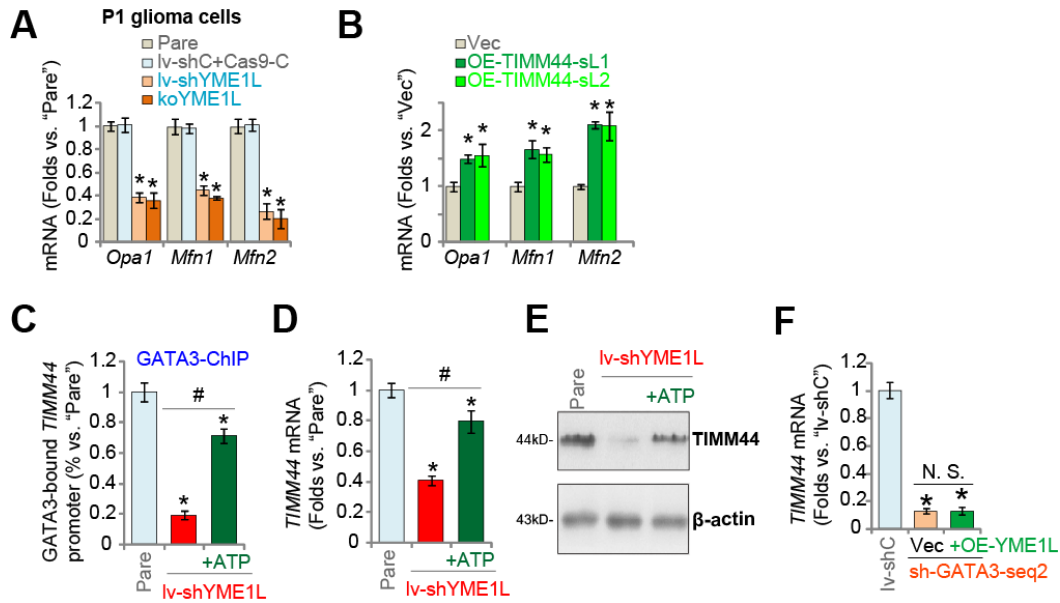 A
P1 glioma cells
Pare
lv-shC+Cas9-C
lv-shYME1L
koYME1L
mRNA (Folds vs. “Pare”)
1.2
1
0.8
0.6
0.4
0.2
0
* * * * * *
Opa1 Mfn1 Mfn2
B
Vec
OE-TIMM44-sL1
OE-TIMM44-sL2
mRNA (Folds vs. “Vec”)
2
1
0
* * * * * *
Opa1 Mfn1 Mfn2
C
GATA3-ChIP
GATA3-bound TIMM44
promoter (% vs. “Pare”)
1.2
1
0.8
0.6
0.4
0.2
0
#
* *
Pare
+ATP
lv-shYME1L
D
TIMM44 mRNA
(Folds vs. “Pare”)
1.2
1
0.8
0.6
0.4
0.2
0
#
* *
Pare
+ATP
lv-shYME1L
E
lv-shYME1L
Pare
+ATP
44kD-
TIMM44
43kD-
β-actin
F
TIMM44 mRNA
(Folds vs. “lv-shC”)
1.2
1
0.8
0.6
0.4
0.2
0
N. S.
* *
lv-shC
Vec +OE-YME1L
sh-GATA3-seq2